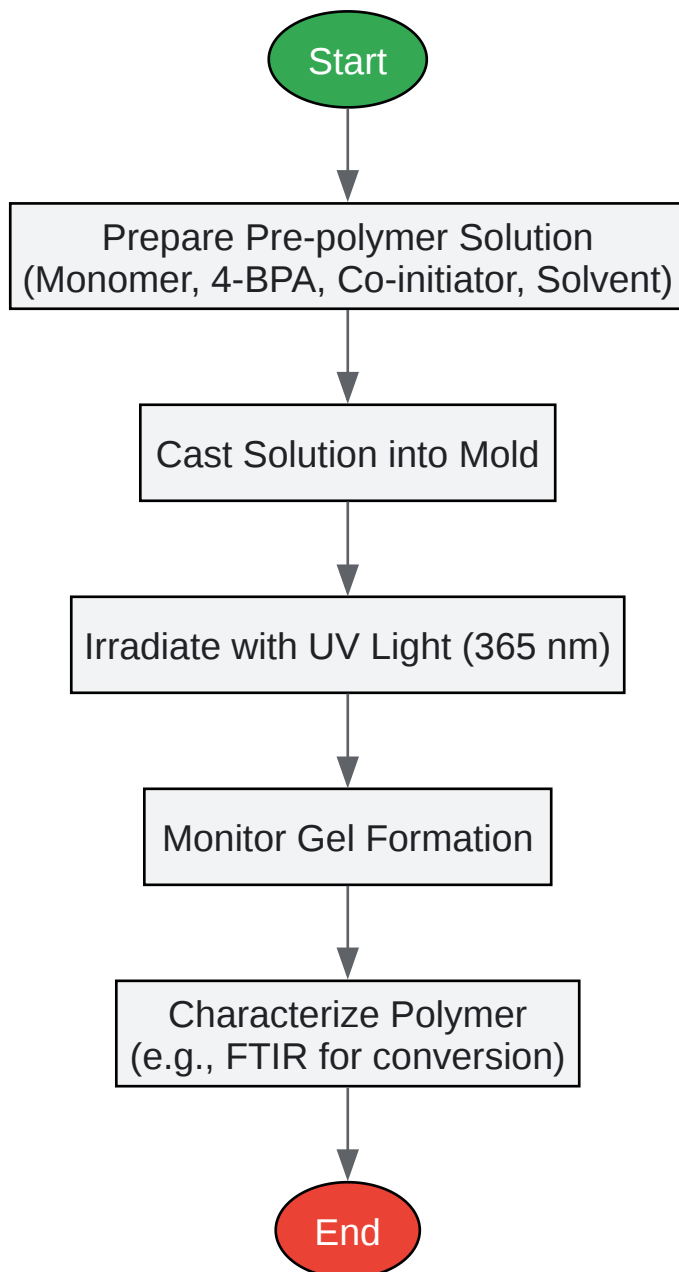 Start
Prepare Pre-polymer Solution
(Monomer, 4-BPA, Co-initiator, Solvent)
Cast Solution into Mold
Irradiate with UV Light (365 nm)
Monitor Gel Formation
Characterize Polymer
(e.g., FTIR for conversion)
End